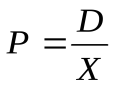 P = D/X